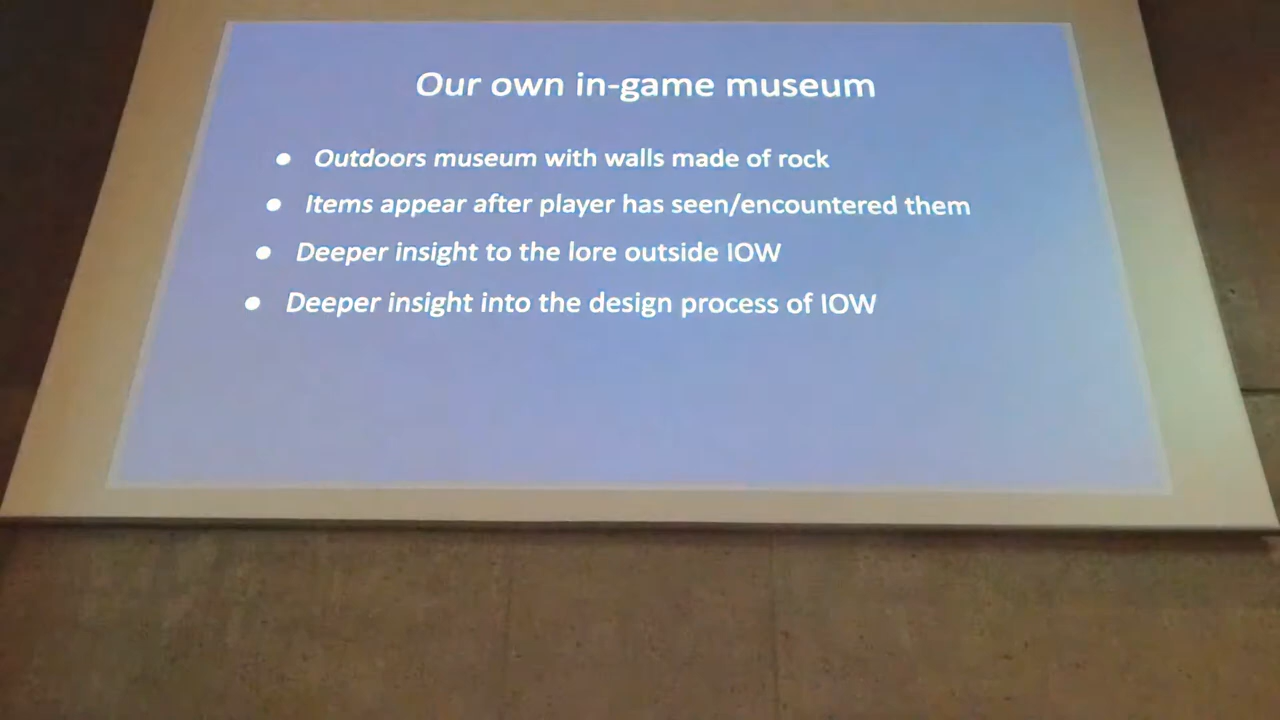 Our own in-game museum
● Outdoors museum with walls made of rock
● Items appear after player has seen/encountered them
● Deeper insight to the lore outside IOW
● Deeper insight into the design process of IOW